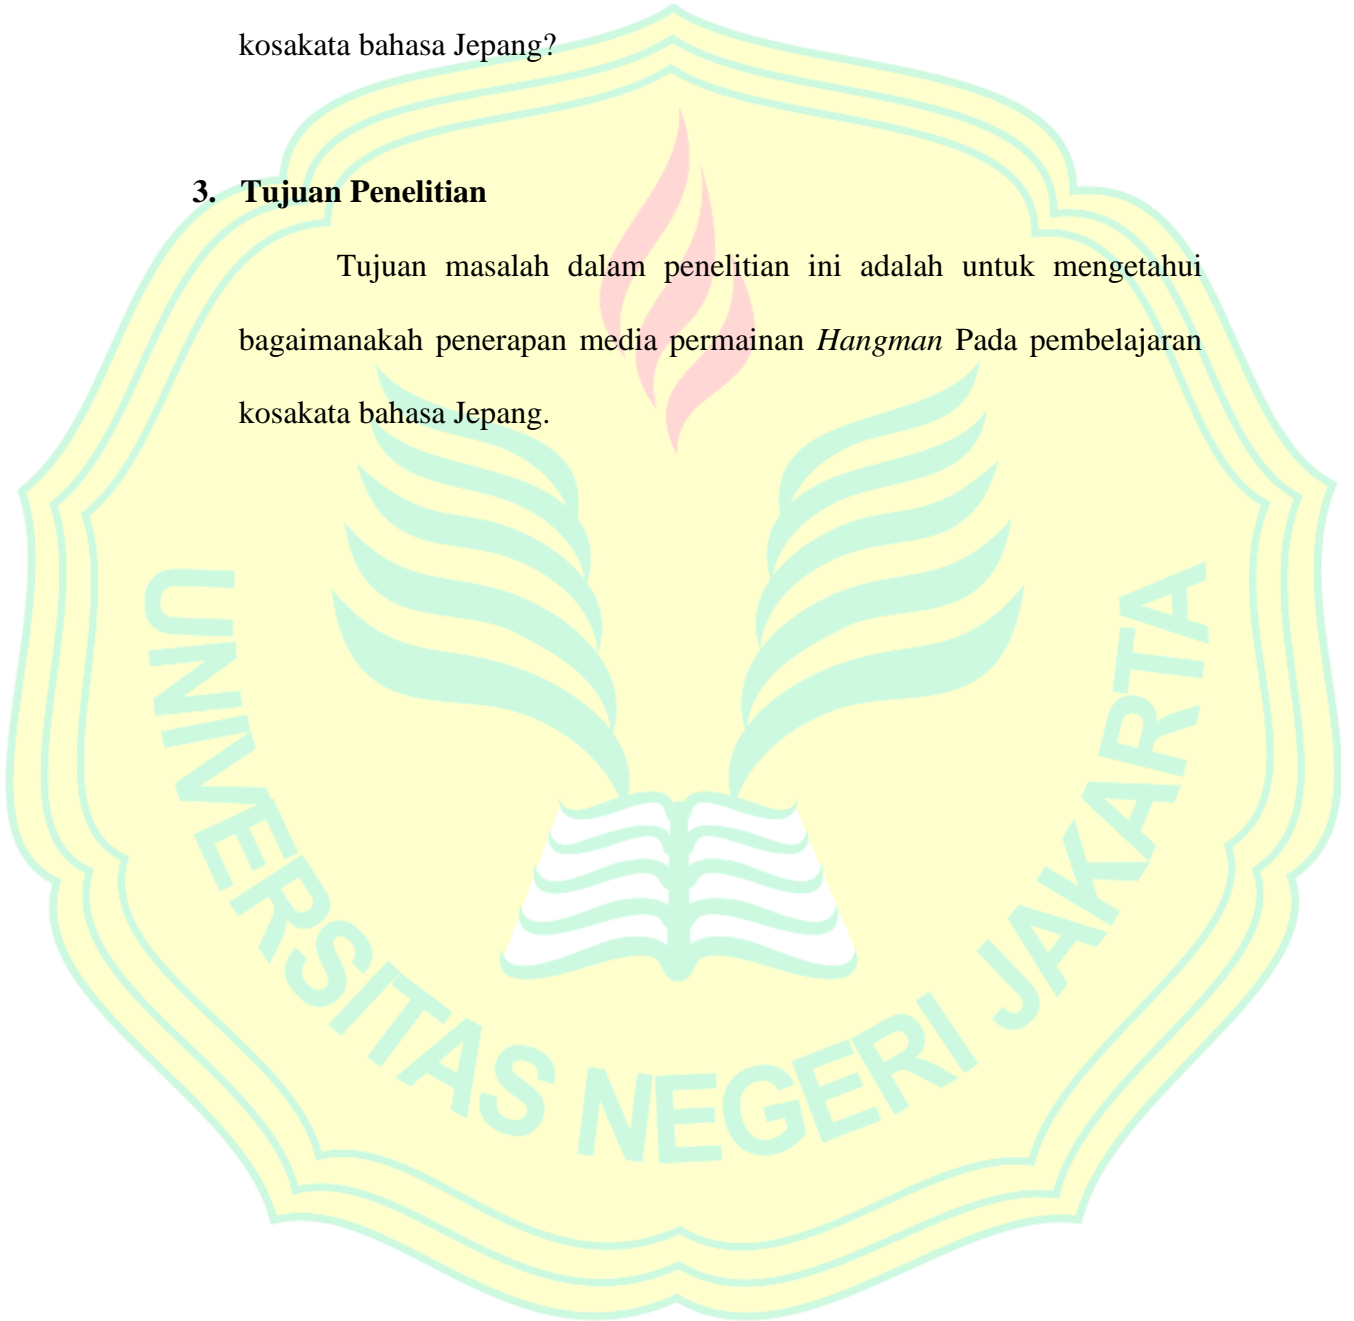 kosakata bahasa Jepang?
3. Tujuan Penelitian
Tujuan masalah dalam penelitian ini adalah untuk mengetahui
bagaimanakah penerapan media permainan Hangman Pada pembelajaran
kosakata bahasa Jepang.
UNIVERSITAS NEGERI JAKARTA